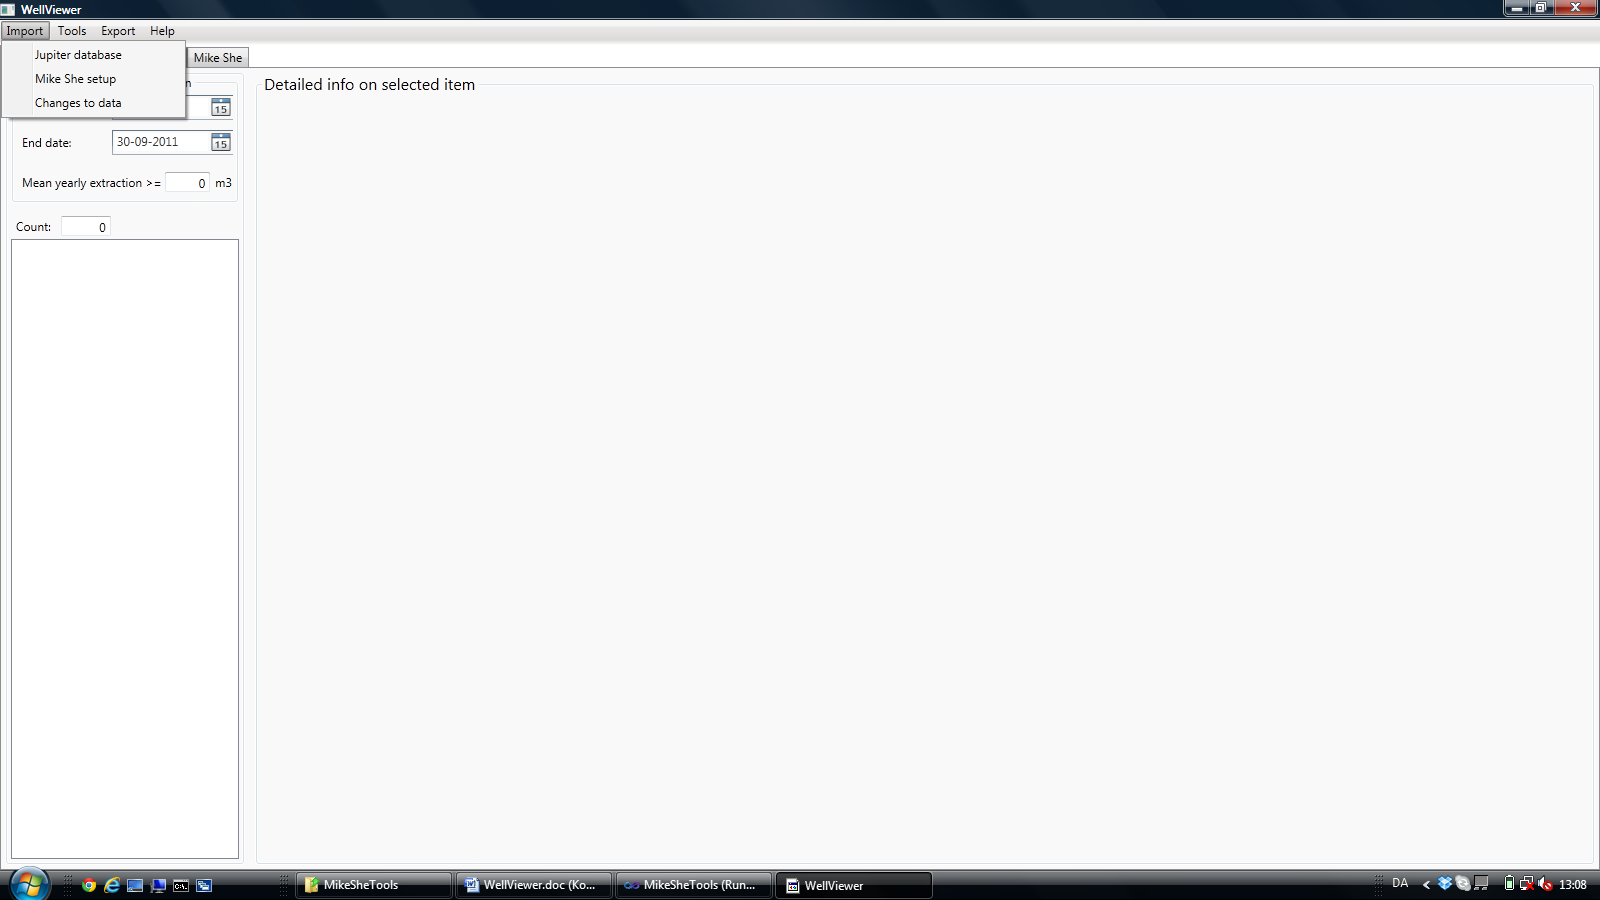 WellViewer
Import Tools Export Help
Jupiter database
Mike She
Mike She setup
n
Detailed info on selected item
Changes to data
15
End date: 30-09-2011 15
Mean yearly extraction >= 0 m3
Count: 0
MikeSheTools
WellViewer.doc (Ko...
MikeSheTools (Run...
WellViewer
DA
13:08